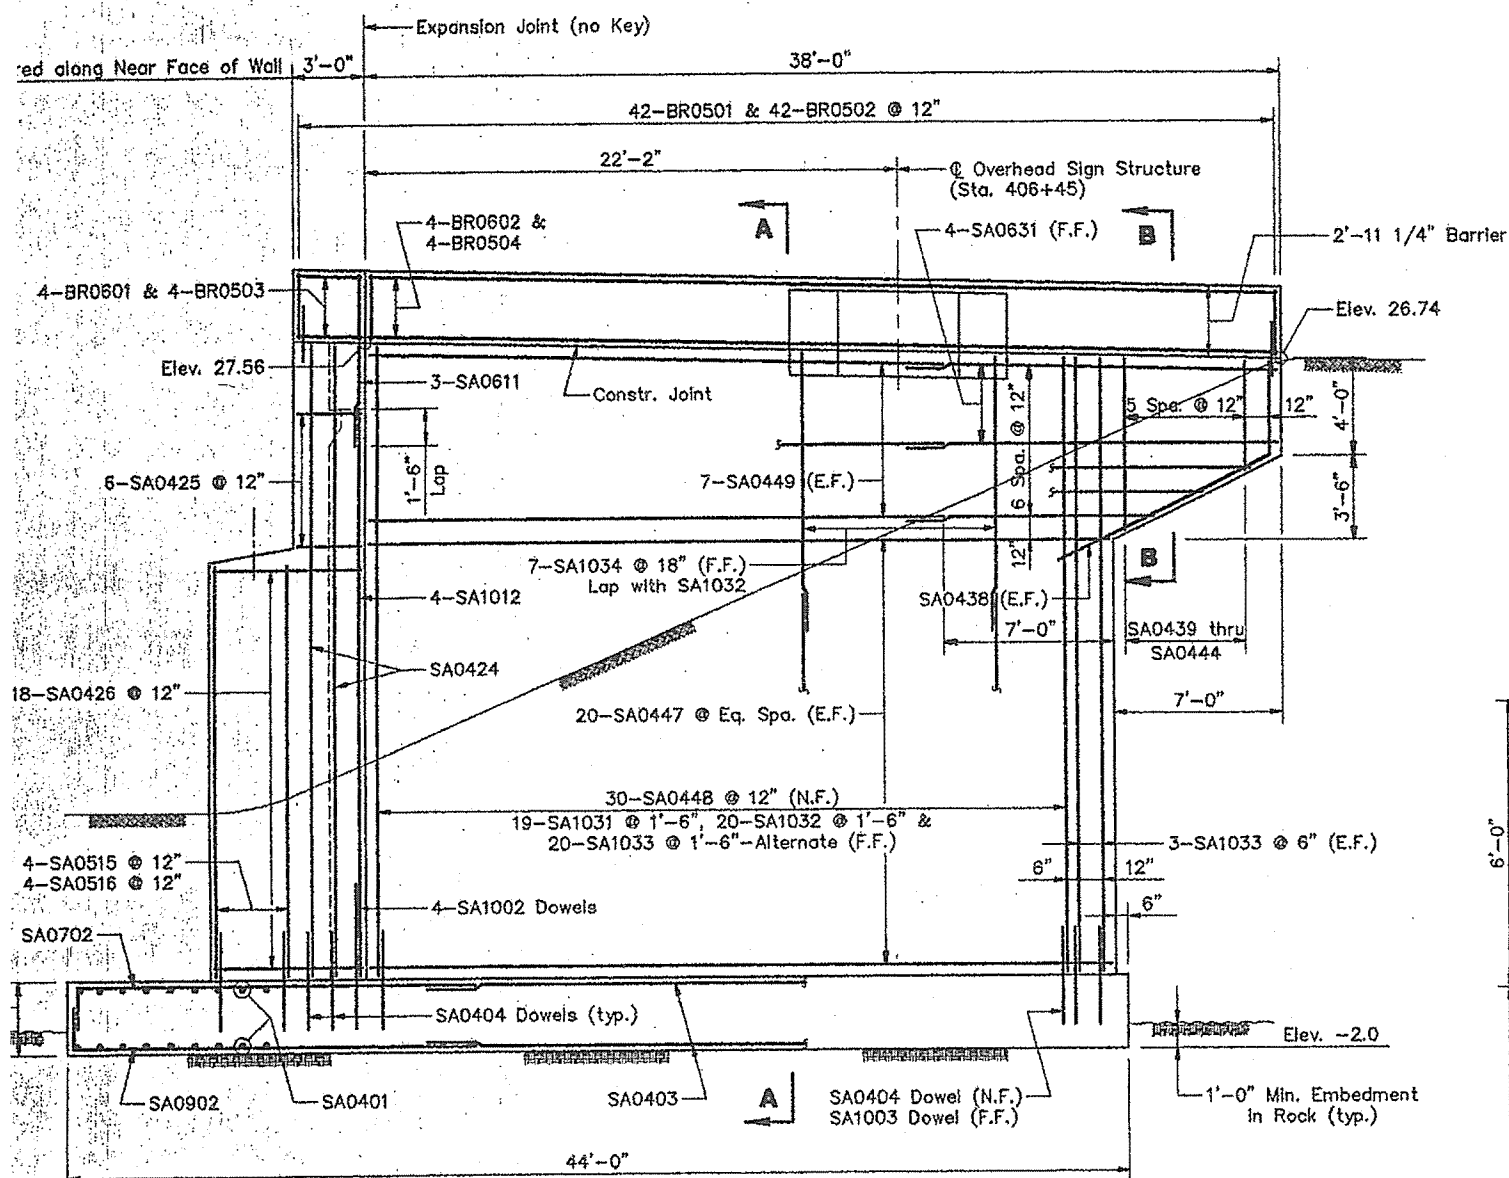 Expansion Joint (no Key)
red along Near Face of Wall
3'-0"
38'-0"
42-BR0501 & 42-BR0502 @ 12"
22'-2"
℄ Overhead Sign Structure
(Sta. 406+45)
4-BR0602 &
4-BR0504
A
4-SA0631 (F.F.)
B
2'-11 1/4" Barrier
4-BR0601 & 4-BR0503
Elev. 26.74
Elev. 27.56
3-SA0611
Constr. Joint
5 Spa. @ 12"
12"
4'-0"
6 Spa. @ 12"
1'-6"
Lap
6-SA0425 @ 12"
7-SA0449 (E.F.)
3'-6"
12"
7-SA1034 @ 18" (F.F.)
Lap with SA1032
B
4-SA1012
SA0438 (E.F.)
7'-0"
SA0439 thru
SA0444
SA0424
18-SA0426 @ 12"
20-SA0447 @ Eq. Spa. (E.F.)
7'-0"
30-SA0448 @ 12" (N.F.)
19-SA1031 @ 1'-6", 20-SA1032 @ 1'-6" &
20-SA1033 @ 1'-6"-Alternate (F.F.)
3-SA1033 @ 6" (E.F.)
6'-0"
4-SA0515 @ 12"
4-SA0516 @ 12"
6"
12"
6"
4-SA1002 Dowels
SA0702
SA0404 Dowels (typ.)
Elev. -2.0
SA0902
SA0401
SA0403
A
SA0404 Dowel (N.F.)
SA1003 Dowel (F.F.)
1'-0" Min. Embedment
in Rock (typ.)
44'-0"